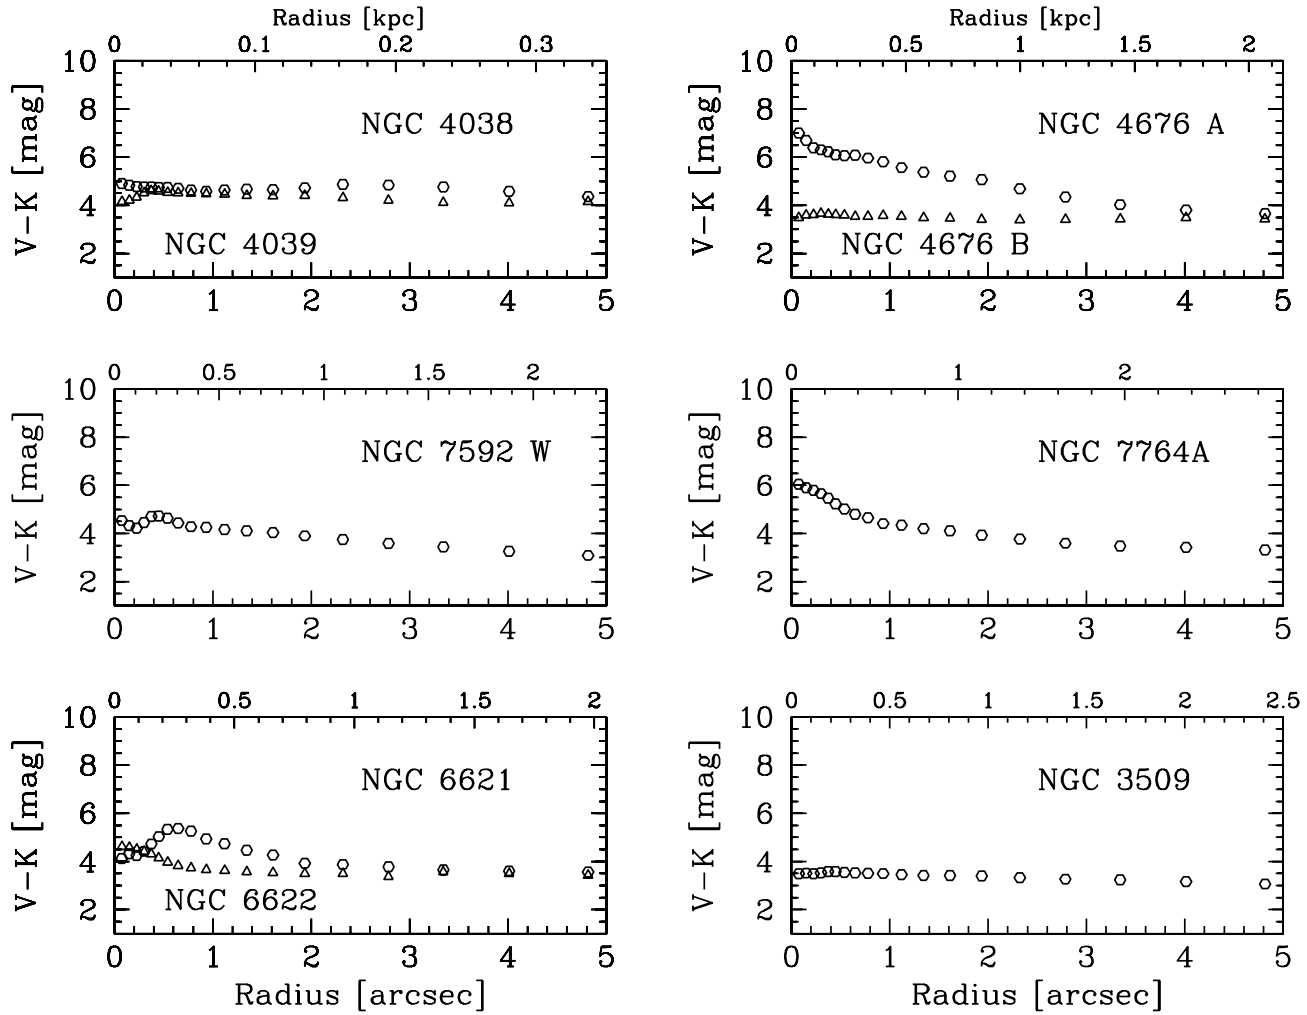 Radius [kpc]
0 0.1 0.2 0.3
V-K [mag]
10
8
6
4
2
NGC 4038
NGC 4039
0 1 2 3 4 5
Radius [kpc]
0 0.5 1 1.5 2
V-K [mag]
10
8
6
4
2
NGC 4676 A
NGC 4676 B
0 1 2 3 4 5
0 0.5 1 1.5 2
V-K [mag]
10
8
6
4
2
NGC 7592 W
0 1 2 3 4 5
0 1 2
V-K [mag]
10
8
6
4
2
NGC 7764A
0 1 2 3 4 5
0 0.5 1 1.5 2
V-K [mag]
10
8
6
4
2
NGC 6621
NGC 6622
0 1 2 3 4 5
Radius [arcsec]
0 0.5 1 1.5 2 2.5
V-K [mag]
10
8
6
4
2
NGC 3509
0 1 2 3 4 5
Radius [arcsec]